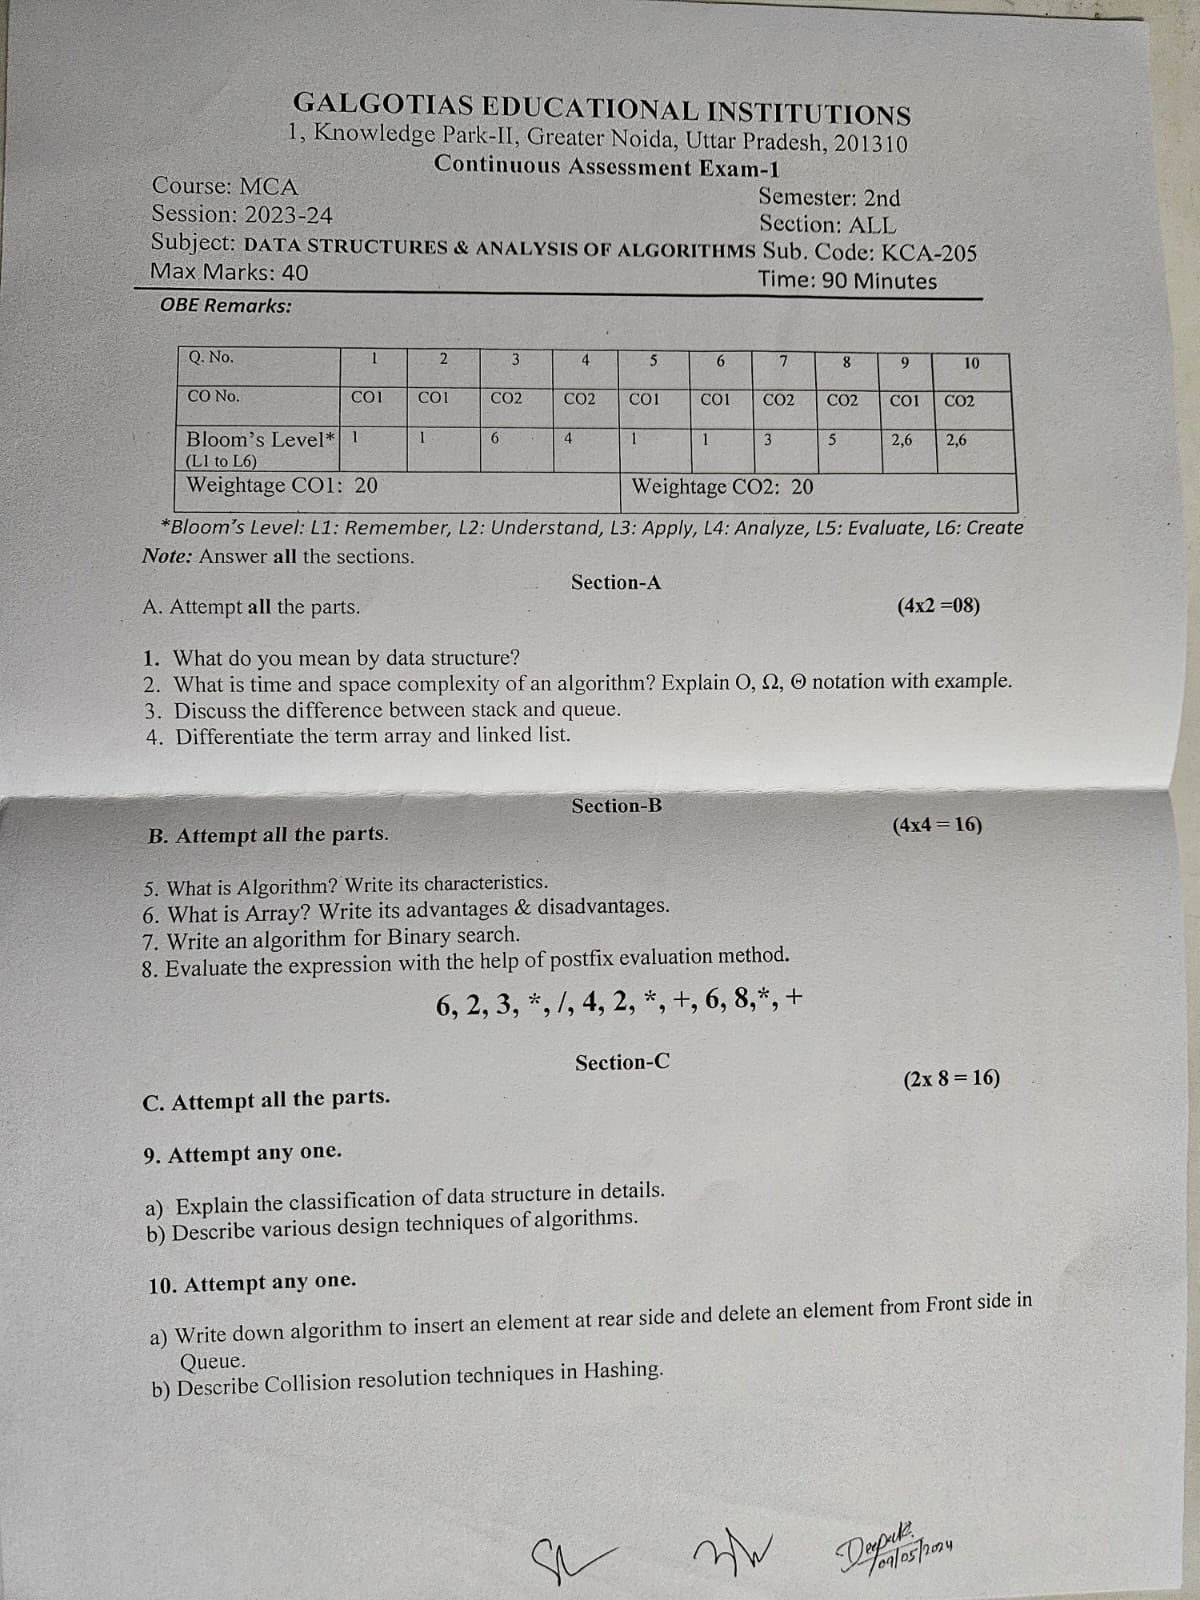 GALGOTIAS EDUCATIONAL INSTITUTIONS
1, Knowledge Park-II, Greater Noida, Uttar Pradesh, 201310
Continuous Assessment Exam-1
Course: MCA Semester: 2nd
Session: 2023-24 Section: ALL
Subject: DATA STRUCTURES & ANALYSIS OF ALGORITHMS Sub. Code: KCA-205
Max Marks: 40 Time: 90 Minutes
OBE Remarks:
Q. No. 1 2 3 4 5 6 7 8 9 10
CO No. CO1 CO1 CO2 CO2 CO1 CO1 CO2 CO2 CO1 CO2
Bloom's Level* 1 1 6 4 1 1 3 5 2,6 2,6
(L1 to L6)
Weightage CO1: 20 Weightage CO2: 20
*Bloom's Level: L1: Remember, L2: Understand, L3: Apply, L4: Analyze, L5: Evaluate, L6: Create
Note: Answer all the sections.
Section-A
A. Attempt all the parts. (4x2 =08)
1. What do you mean by data structure?
2. What is time and space complexity of an algorithm? Explain O, Ω, Θ notation with example.
3. Discuss the difference between stack and queue.
4. Differentiate the term array and linked list.
Section-B
B. Attempt all the parts. (4x4 = 16)
5. What is Algorithm? Write its characteristics.
6. What is Array? Write its advantages & disadvantages.
7. Write an algorithm for Binary search.
8. Evaluate the expression with the help of postfix evaluation method.
6, 2, 3, *, /, 4, 2, *, +, 6, 8,*, +
Section-C
C. Attempt all the parts. (2x 8 = 16)
9. Attempt any one.
a) Explain the classification of data structure in details.
b) Describe various design techniques of algorithms.
10. Attempt any one.
a) Write down algorithm to insert an element at rear side and delete an element from Front side in
Queue.
b) Describe Collision resolution techniques in Hashing.
09/05/2024